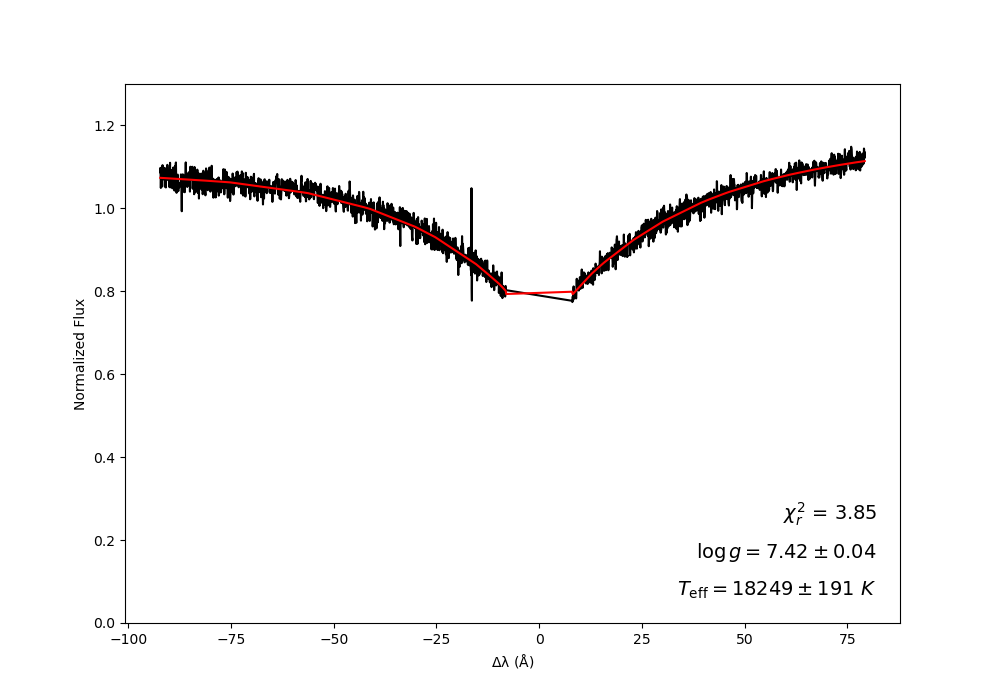 1.2
1.0
0.8
0.6
0.4
0.2
0.0
Normalized Flux
χ²ᵣ = 3.85
log g = 7.42 ± 0.04
T_eff = 18249 ± 191 K
−100 −75 −50 −25 0 25 50 75
Δλ (Å)